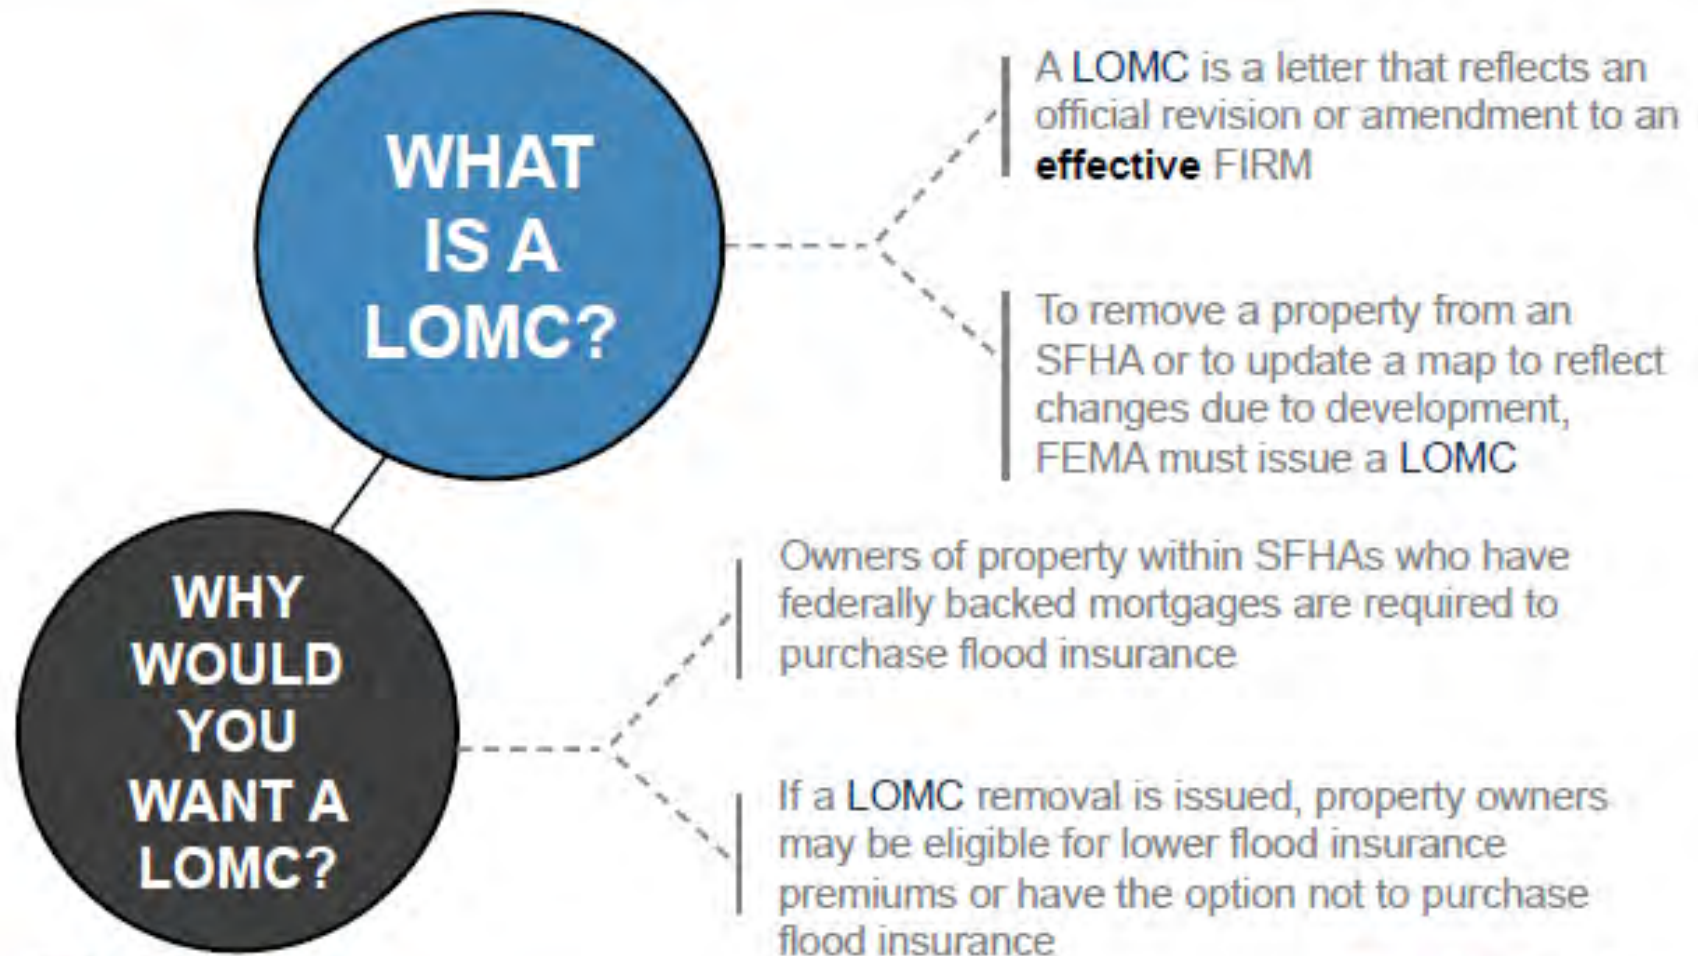 WHAT
IS A
LOMC?
A LOMC is a letter that reflects an
official revision or amendment to an
effective FIRM
To remove a property from an
SFHA or to update a map to reflect
changes due to development,
FEMA must issue a LOMC
WHY
WOULD
YOU
WANT A
LOMC?
Owners of property within SFHAs who have
federally backed mortgages are required to
purchase flood insurance
If a LOMC removal is issued, property owners
may be eligible for lower flood insurance
premiums or have the option not to purchase
flood insurance